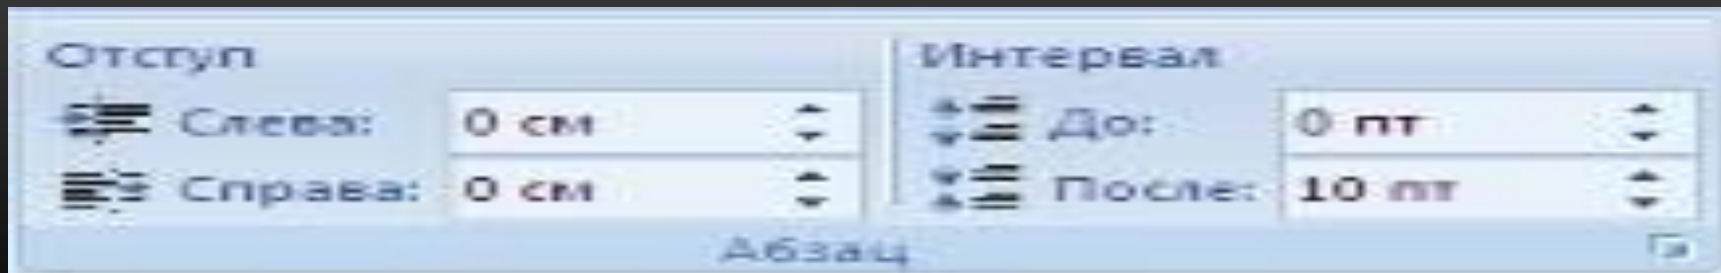 Отступ Интервал
Слева: 0 см До: 0 пт
Справа: 0 см После: 10 пт
Абзац